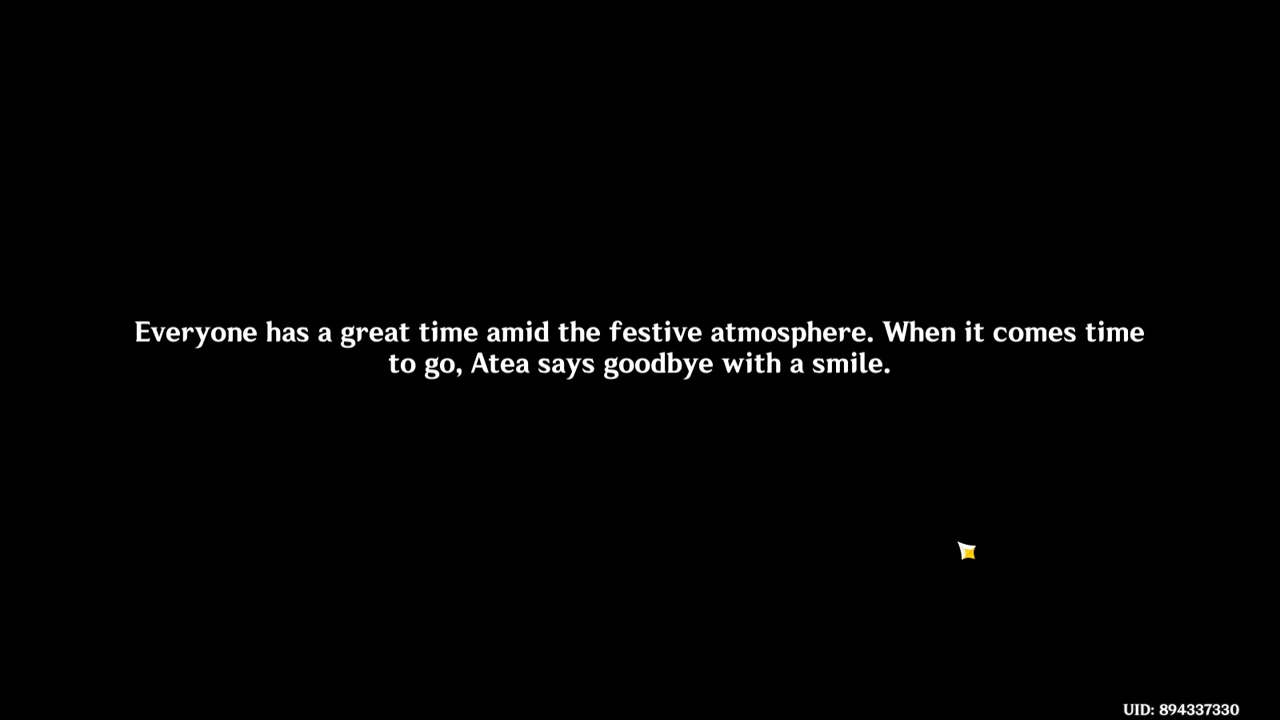 Everyone has a great time amid the festive atmosphere. When it comes time
to go, Atea says goodbye with a smile.
UID: 894337330